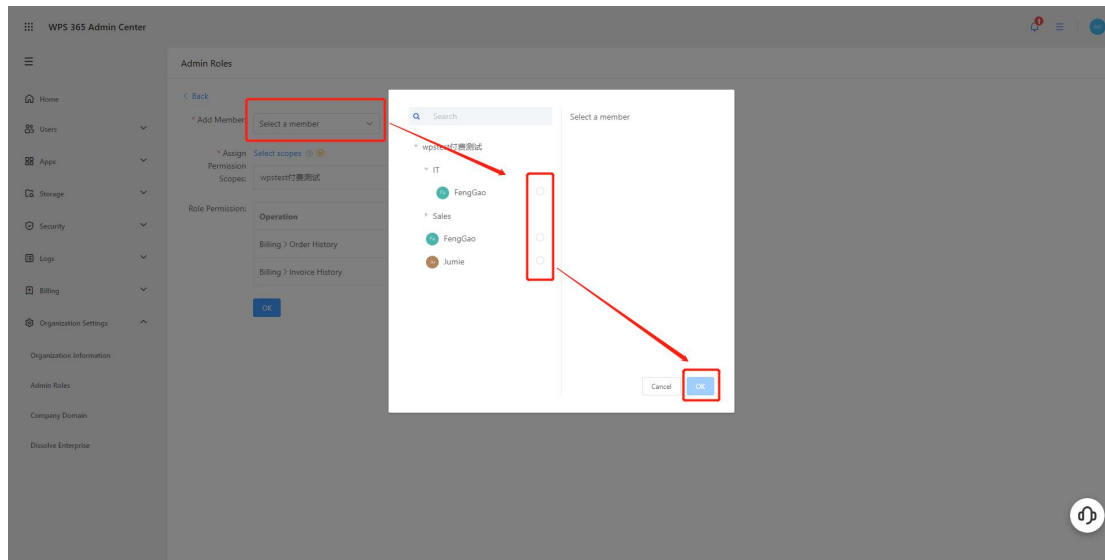 WPS 365 Admin Center
Home
Users
Apps
Storage
Security
Logs
Billing
Organization Settings
Organization Information
Admin Roles
Company Domain
Dissolve Enterprise
Admin Roles
< Back
* Add Member:
Select a member
* Assign Permission Scopes:
Select scopes
wpstest付费测试
Role Permission:
Operation
Billing > Order History
Billing > Invoice History
OK
Search
wpstest付费测试
IT
FengGao
Sales
FengGao
Jumie
Select a member
Cancel
OK